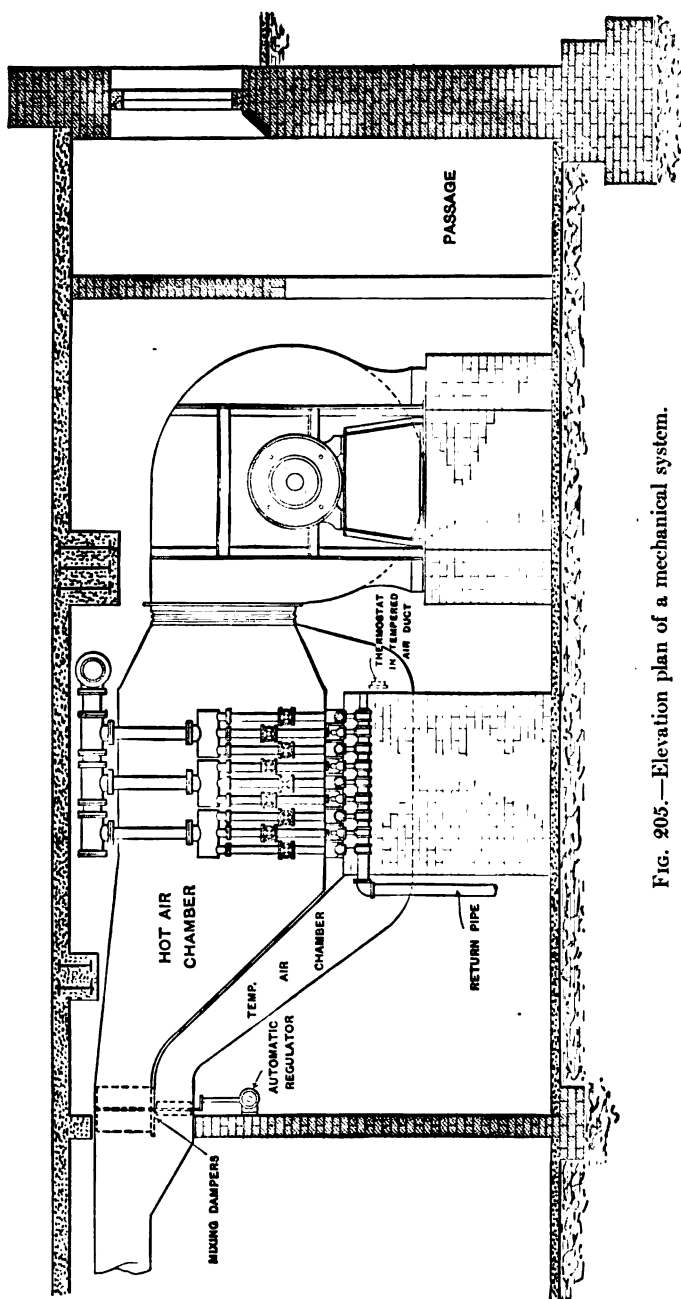 PASSAGE
THERMOSTAT
IN TEMPERED
AIR DUCT
HOT AIR
CHAMBER
TEMP. AIR CHAMBER
RETURN PIPE
AUTOMATIC
REGULATOR
MIXING DAMPERS
FIG. 205.—Elevation plan of a mechanical system.